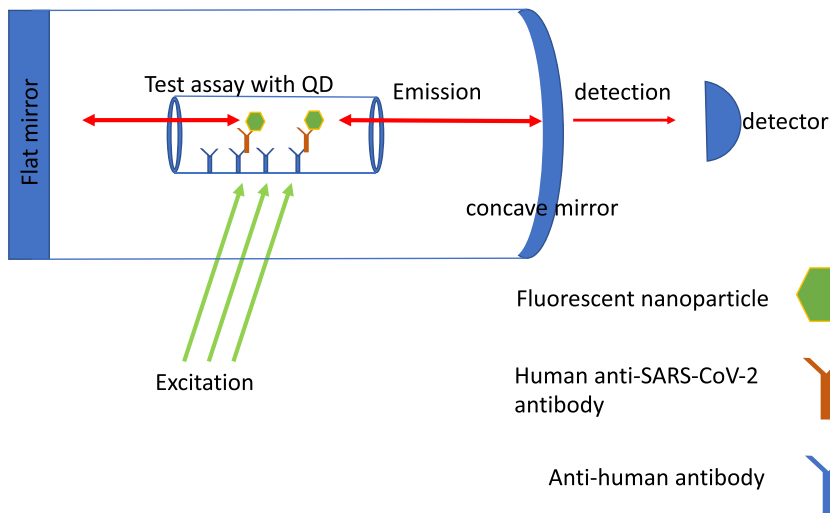 Flat mirror
Test assay with QD
Emission
detection
detector
concave mirror
Excitation
Fluorescent nanoparticle
Human anti-SARS-CoV-2
antibody
Anti-human antibody